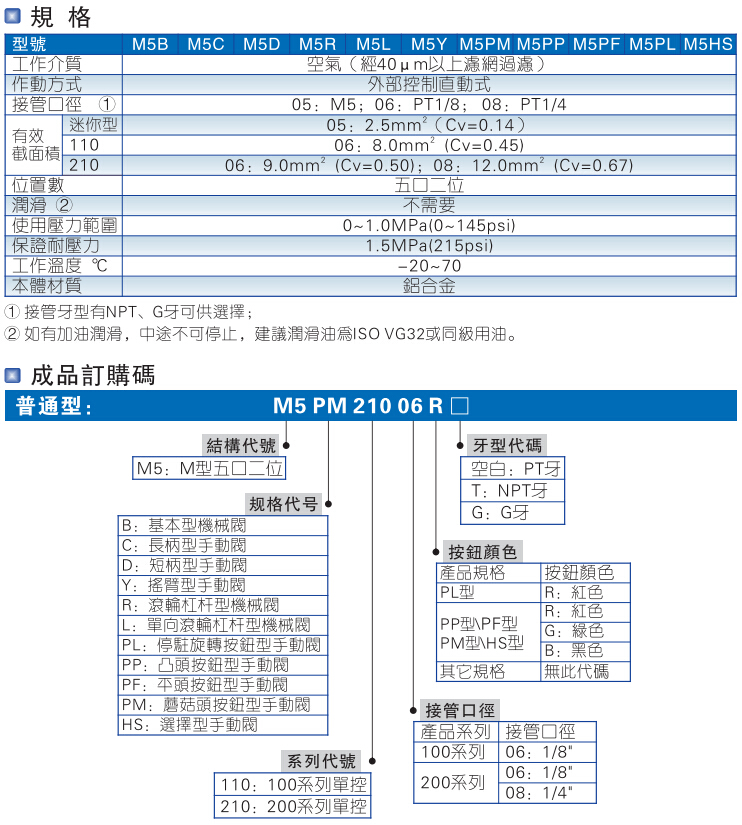 規 格
型號 M5B M5C M5D M5R M5L M5Y M5PM M5PP M5PF M5PL M5HS
工作介質 空氣（經40μm以上濾網過濾）
作動方式 外部控制直動式
接管口徑 ① 05：M5；06：PT1/8；08：PT1/4
有效截面積 迷你型 05：2.5mm²（Cv=0.14）
110 06：8.0mm² (Cv=0.45)
210 06：9.0mm² (Cv=0.50)；08：12.0mm² (Cv=0.67)
位置數 五口二位
潤滑 ② 不需要
使用壓力範圍 0~1.0MPa(0~145psi)
保證耐壓力 1.5MPa(215psi)
工作溫度 ℃ −20~70
本體材質 鋁合金
① 接管牙型有NPT、G牙可供選擇；
② 如有加油潤滑，中途不可停止，建議潤滑油為ISO VG32或同級用油。
成品訂購碼
普通型： M5 PM 210 06 R □
結構代號
M5：M型五口二位
规格代号
B：基本型機械閥
C：長柄型手動閥
D：短柄型手動閥
Y：搖臂型手動閥
R：滾輪杠杆型機械閥
L：單向滾輪杠杆型機械閥
PL：停駐旋轉按鈕型手動閥
PP：凸頭按鈕型手動閥
PF：平頭按鈕型手動閥
PM：蘑菇頭按鈕型手動閥
HS：選擇型手動閥
系列代號
110：100系列單控
210：200系列單控
牙型代碼
空白：PT牙
T：NPT牙
G：G牙
按鈕顏色
產品規格 按鈕顏色
PL型 R：紅色
PP型\PF型
PM型\HS型
R：紅色
G：綠色
B：黑色
其它規格 無此代碼
接管口徑
產品系列 接管口徑
100系列 06：1/8"
200系列 06：1/8"
08：1/4"